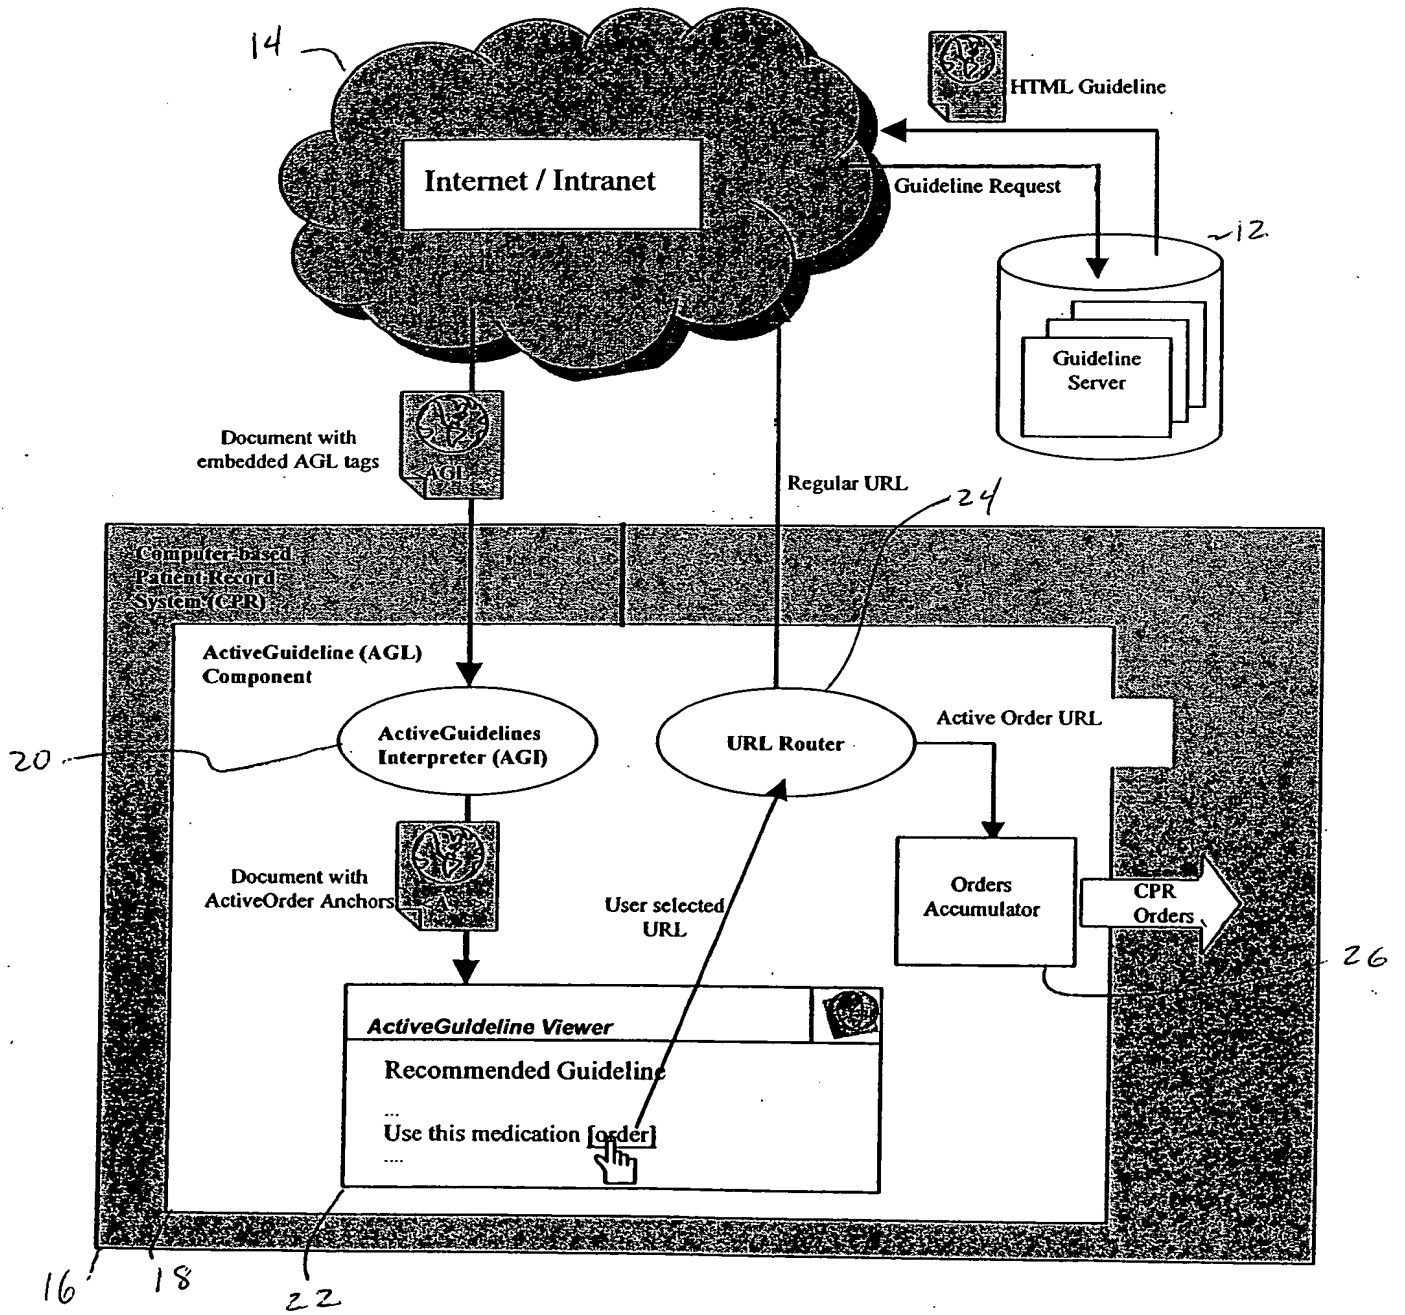 14
HTML Guideline
Internet / Intranet
Guideline Request
12
Guideline
Server
Document with
embedded AGL tags
AGL
Regular URL
24
Computer-based
Patient Record
System (CPR)
ActiveGuideline (AGL)
Component
ActiveGuidelines
Interpreter (AGI)
URL Router
Active Order URL
20
Document with
ActiveOrder Anchors
A
User selected
URL
Orders
Accumulator
CPR
Orders
26
ActiveGuideline Viewer
Recommended Guideline
...
Use this medication [order]
....
16
18
22